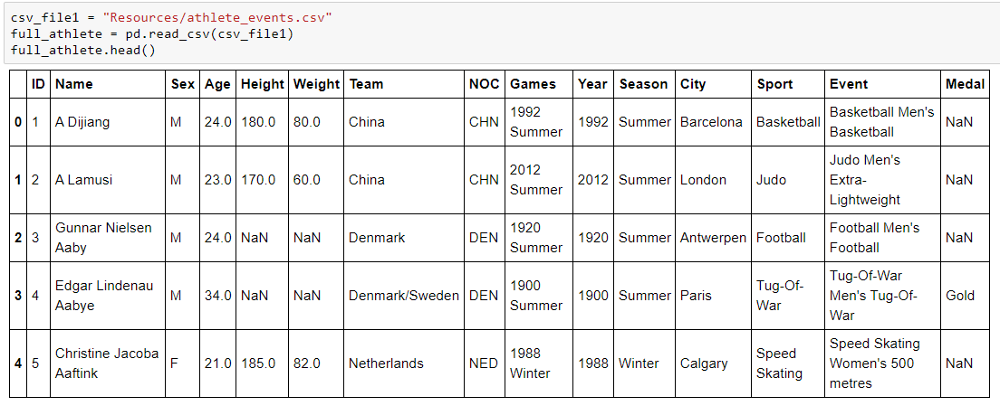 csv_file1 = "Resources/athlete_events.csv"
full_athlete = pd.read_csv(csv_file1)
full_athlete.head()
ID Name Sex Age Height Weight Team NOC Games Year Season City Sport Event Medal
0 1 A Dijiang M 24.0 180.0 80.0 China CHN 1992 Summer 1992 Summer Barcelona Basketball Basketball Men's Basketball NaN
1 2 A Lamusi M 23.0 170.0 60.0 China CHN 2012 Summer 2012 Summer London Judo Judo Men's Extra-Lightweight NaN
2 3 Gunnar Nielsen Aaby M 24.0 NaN NaN Denmark DEN 1920 Summer 1920 Summer Antwerpen Football Football Men's Football NaN
3 4 Edgar Lindenau Aabye M 34.0 NaN NaN Denmark/Sweden DEN 1900 Summer 1900 Summer Paris Tug-Of-War Tug-Of-War Men's Tug-Of-War Gold
4 5 Christine Jacoba Aaftink F 21.0 185.0 82.0 Netherlands NED 1988 Winter 1988 Winter Calgary Speed Skating Speed Skating Women's 500 metres NaN